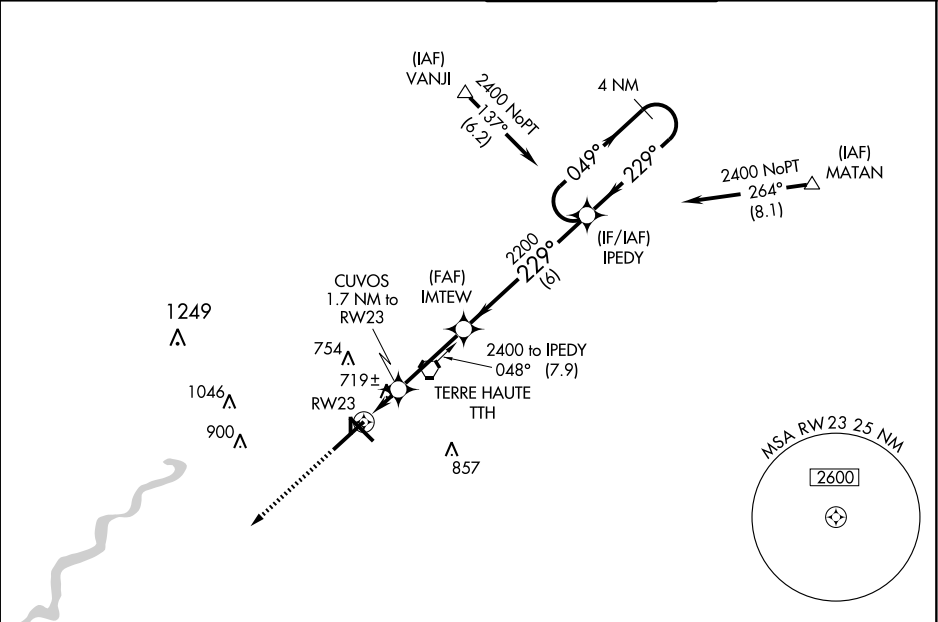 (IAF)
VANJI
2400 NoPT
137°
(6.2)
4 NM
049°
229°
2400 NoPT
264°
(8.1)
(IAF)
MATAN
(IF/IAF)
IPEDY
2200
229°
(6)
(FAF)
IMTEW
CUVOS
1.7 NM to
RW23
1249
754
719±
1046
900
RW23
2400 to IPEDY
048° (7.9)
TERRE HAUTE
TTH
857
MSA RW23 25 NM
2600